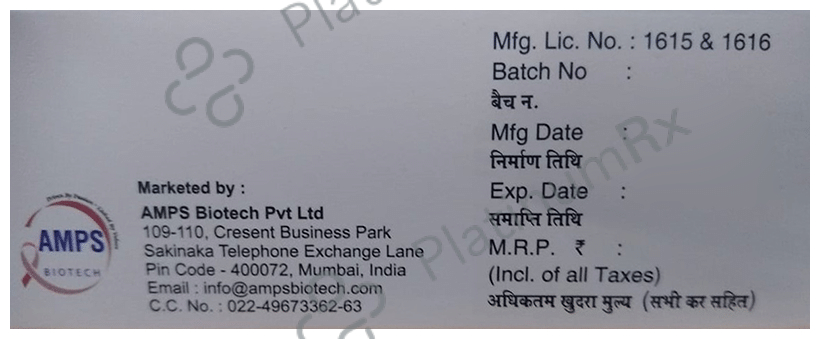 Mfg. Lic. No. : 1615 & 1616
Batch No :
बैच न.
Mfg Date :
निर्माण तिथि
Exp. Date :
समाप्ति तिथि
M.R.P. ₹ :
(Incl. of all Taxes)
अधिकतम खुदरा मुल्य (सभी कर सहित)
Marketed by :
AMPS Biotech Pvt Ltd
109-110, Cresent Business Park
Sakinaka Telephone Exchange Lane
Pin Code - 400072, Mumbai, India
Email : info@ampsbiotech.com
C.C. No. : 022-49673362-63
AMPS
BIOTECH
PlatinumRx